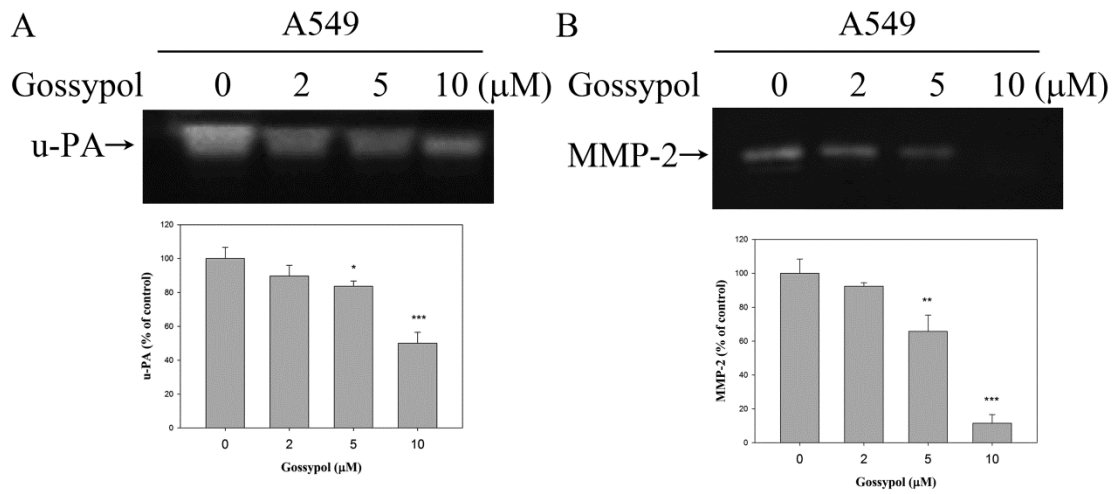 A
A549
Gossypol 0 2 5 10 (μM)
u-PA→
120
100
80
60
40
20
0
u-PA (% of control)
*
***
0 2 5 10
Gossypol (μM)
B
A549
Gossypol 0 2 5 10 (μM)
MMP-2→
120
100
80
60
40
20
0
MMP-2 (% of control)
**
***
0 2 5 10
Gossypol (μM)